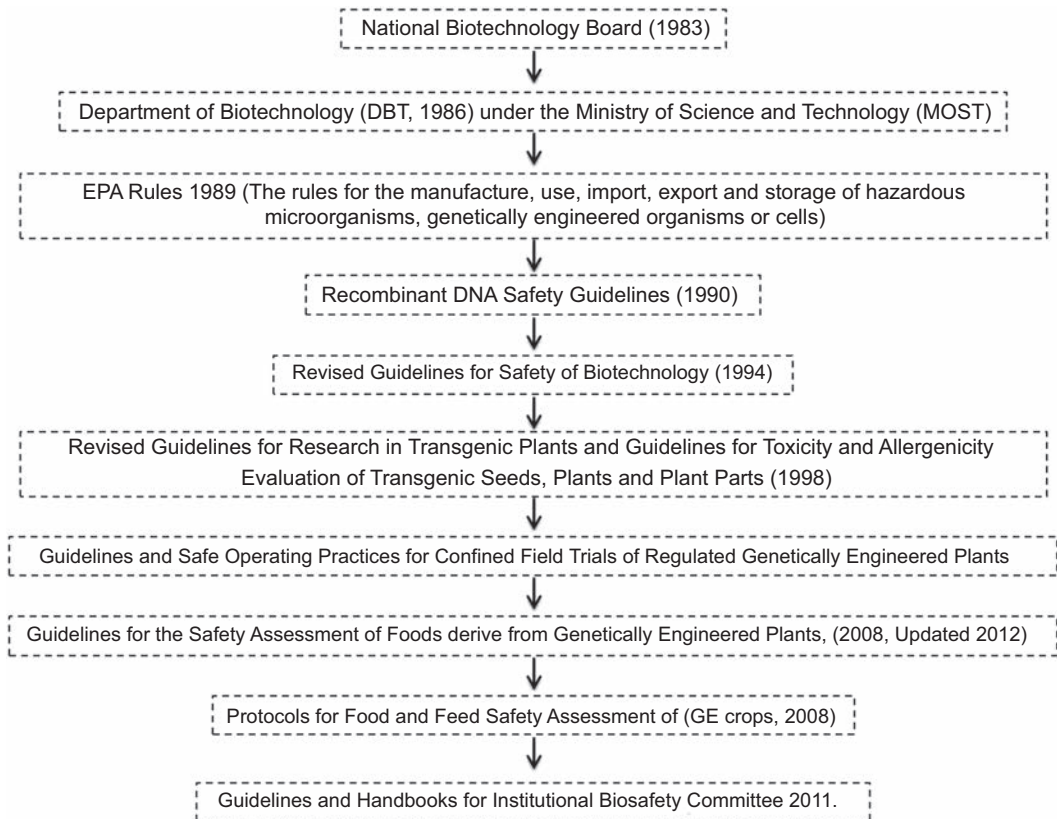 National Biotechnology Board (1983)
Department of Biotechnology (DBT, 1986) under the Ministry of Science and Technology (MOST)
EPA Rules 1989 (The rules for the manufacture, use, import, export and storage of hazardous
microorganisms, genetically engineered organisms or cells)
Recombinant DNA Safety Guidelines (1990)
Revised Guidelines for Safety of Biotechnology (1994)
Revised Guidelines for Research in Transgenic Plants and Guidelines for Toxicity and Allergenicity
Evaluation of Transgenic Seeds, Plants and Plant Parts (1998)
Guidelines and Safe Operating Practices for Confined Field Trials of Regulated Genetically Engineered Plants
Guidelines for the Safety Assessment of Foods derive from Genetically Engineered Plants, (2008, Updated 2012)
Protocols for Food and Feed Safety Assessment of (GE crops, 2008)
Guidelines and Handbooks for Institutional Biosafety Committee 2011.